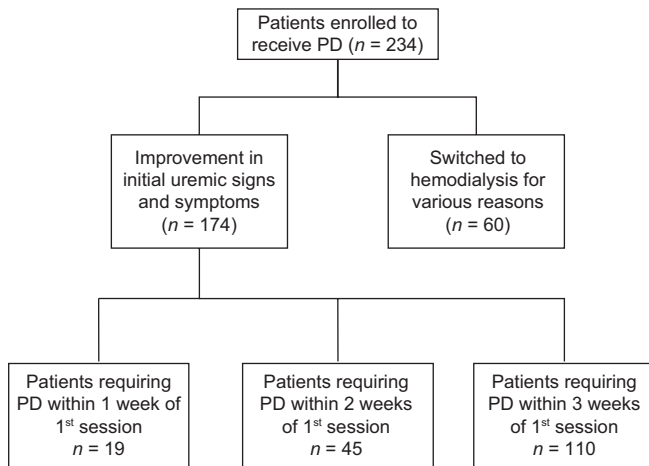 Patients enrolled to
receive PD (n = 234)
Improvement in
initial uremic signs
and symptoms
(n = 174)
Switched to
hemodialysis for
various reasons
(n = 60)
Patients requiring
PD within 1 week of
1st session
n = 19
Patients requiring
PD within 2 weeks
of 1st session
n = 45
Patients requiring
PD within 3 weeks
of 1st session
n = 110